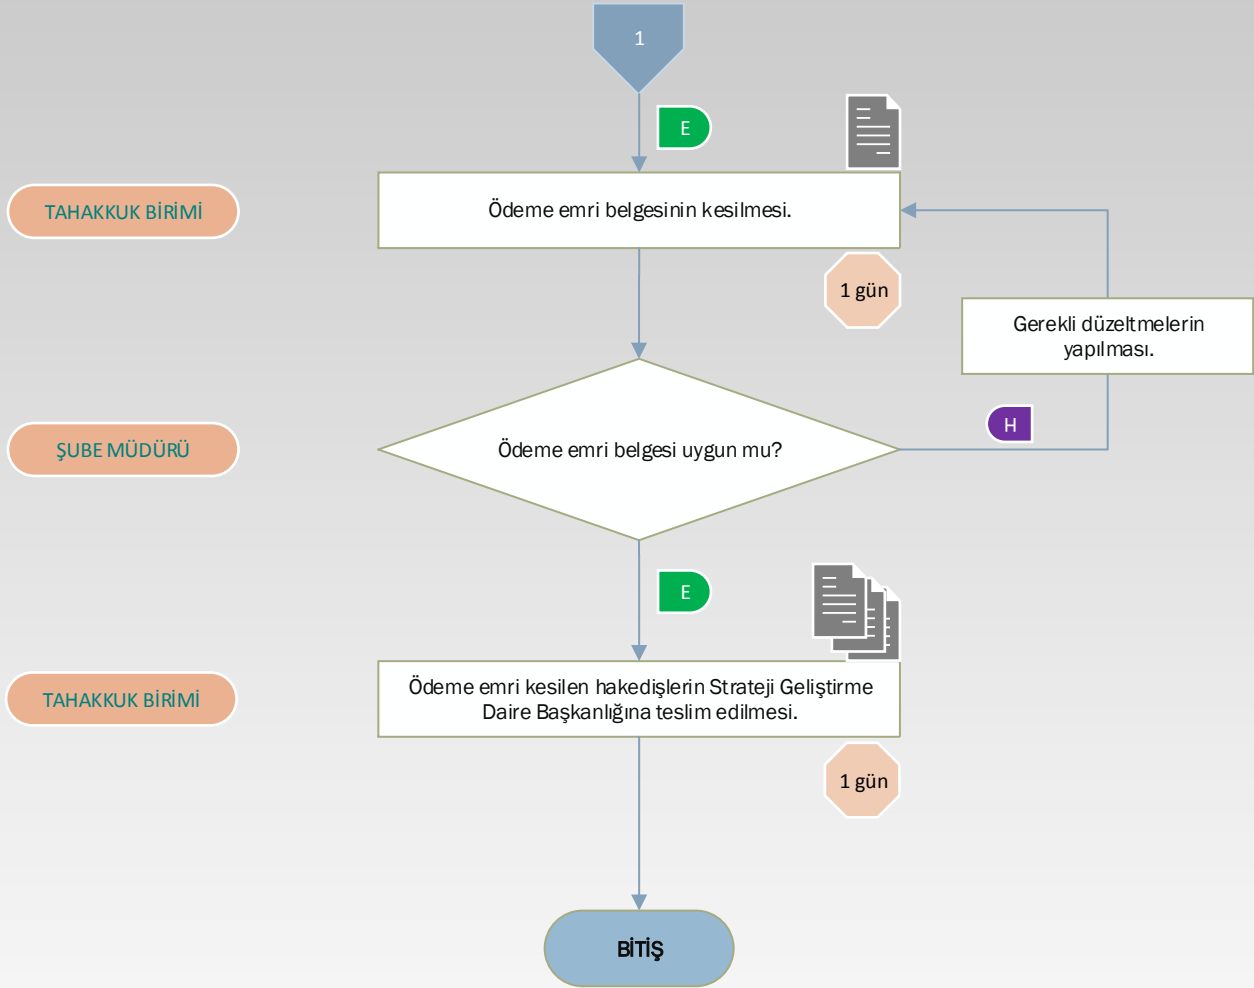 1
E
TAHAKKUK BİRİMİ
Ödeme emri belgesinin kesilmesi.
1 gün
Gerekli düzeltmelerin
yapılması.
H
ŞUBE MÜDÜRÜ
Ödeme emri belgesi uygun mu?
E
TAHAKKUK BİRİMİ
Ödeme emri kesilen hakedişlerin Strateji Geliştirme
Daire Başkanlığına teslim edilmesi.
1 gün
BİTİŞ